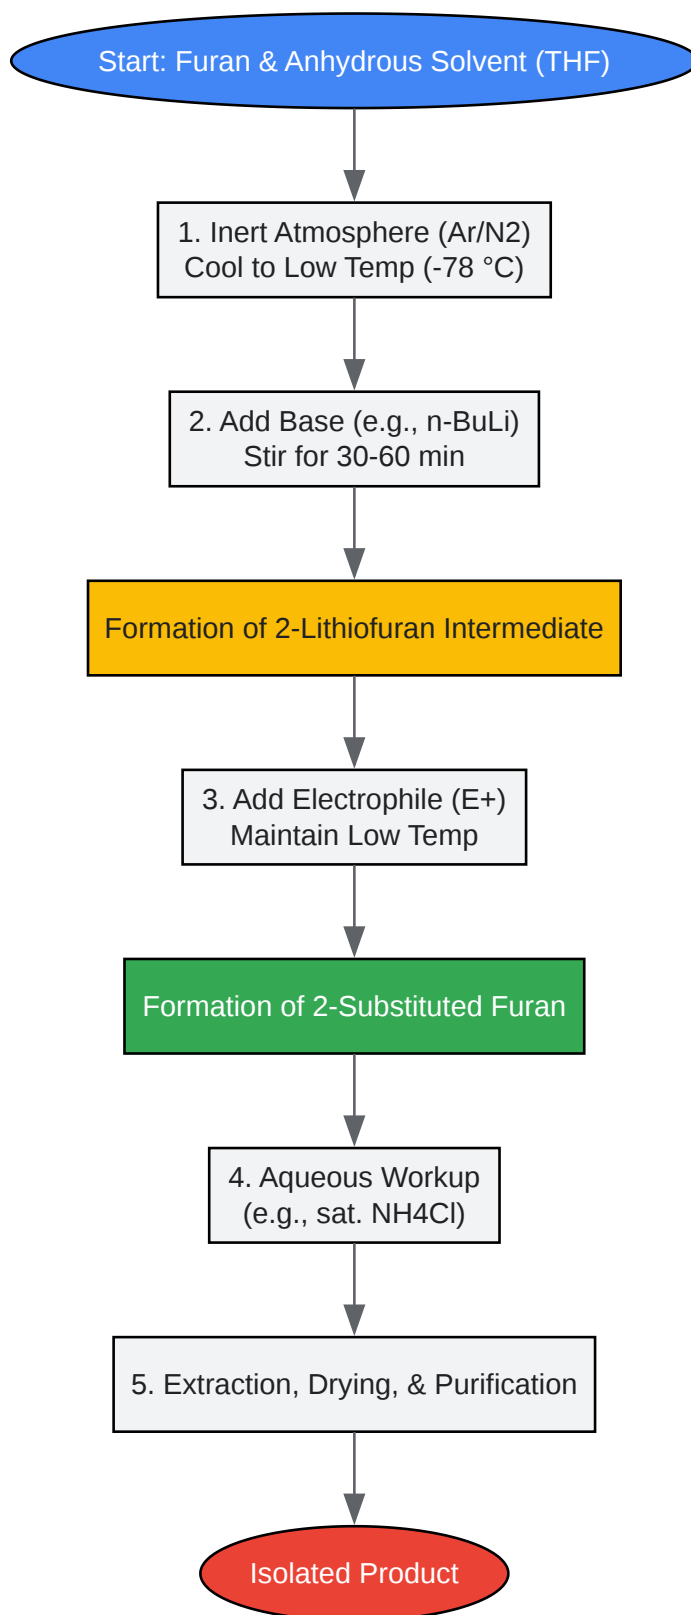 Start: Furan & Anhydrous Solvent (THF)
1. Inert Atmosphere (Ar/N2)
Cool to Low Temp (-78 °C)
2. Add Base (e.g., n-BuLi)
Stir for 30-60 min
Formation of 2-Lithiofuran Intermediate
3. Add Electrophile (E+)
Maintain Low Temp
Formation of 2-Substituted Furan
4. Aqueous Workup
(e.g., sat. NH4Cl)
5. Extraction, Drying, & Purification
Isolated Product